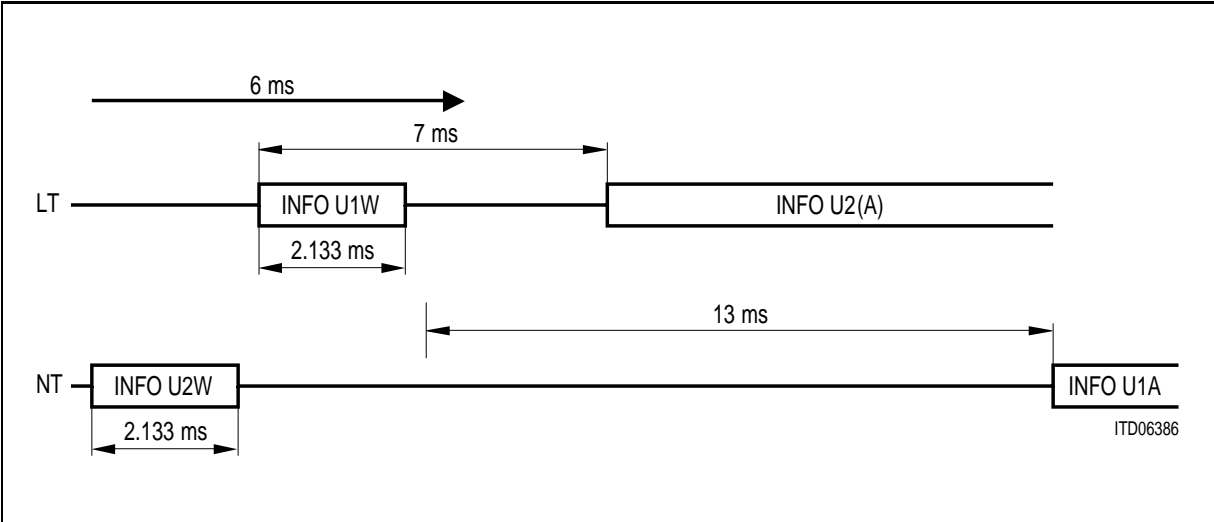 6 ms
7 ms
LT
INFO U1W
INFO U2(A)
2.133 ms
13 ms
NT
INFO U2W
INFO U1A
2.133 ms
ITD06386